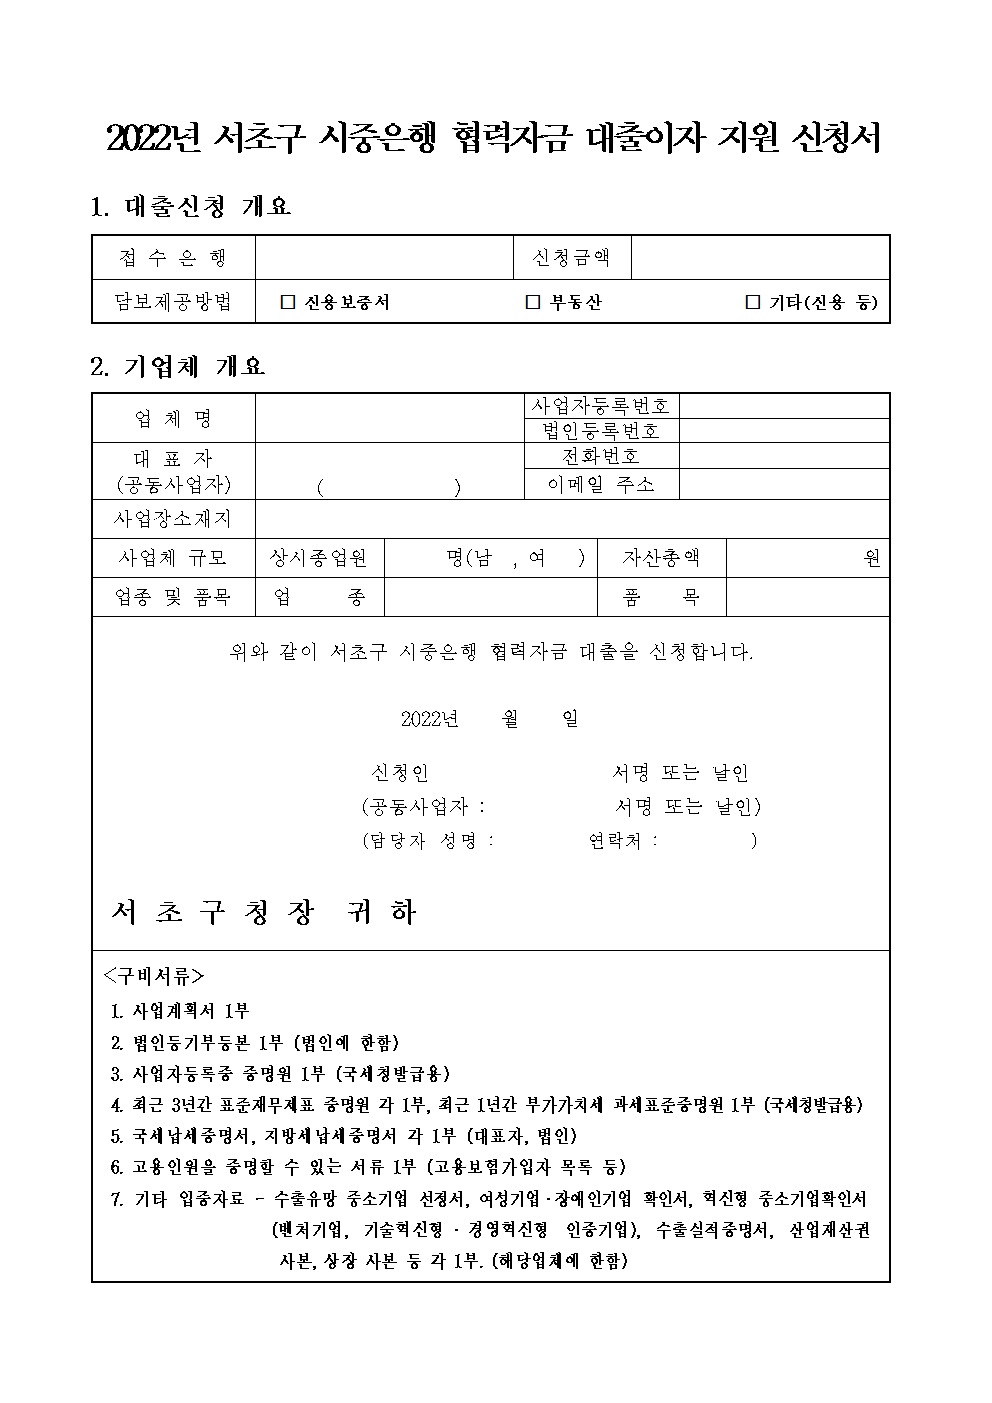 2022년 서초구 시중은행 협력자금 대출이자 지원 신청서
1. 대출신청 개요
접 수 은 행 신청금액
담보제공방법 □ 신용보증서 □ 부동산 □ 기타(신용 등)
2. 기업체 개요
업 체 명 사업자등록번호
법인등록번호
대 표 자 전화번호
(공동사업자) ( ) 이메일 주소
사업장소재지
사업체 규모 상시종업원 명(남 , 여 ) 자산총액 원
업종 및 품목 업 종 품 목
위와 같이 서초구 시중은행 협력자금 대출을 신청합니다.
2022년 월 일
신청인 서명 또는 날인
(공동사업자 : 서명 또는 날인)
(담당자 성명 : 연락처 : )
서 초 구 청 장 귀 하
<구비서류>
1. 사업계획서 1부
2. 법인등기부등본 1부 (법인에 한함)
3. 사업자등록증 증명원 1부 (국세청발급용)
4. 최근 3년간 표준재무제표 증명원 각 1부, 최근 1년간 부가가치세 과세표준증명원 1부 (국세청발급용)
5. 국세납세증명서, 지방세납세증명서 각 1부 (대표자, 법인)
6. 고용인원을 증명할 수 있는 서류 1부 (고용보험가입자 목록 등)
7. 기타 입증자료 - 수출유망 중소기업 선정서, 여성기업·장애인기업 확인서, 혁신형 중소기업확인서
(벤처기업, 기술혁신형 · 경영혁신형 인증기업), 수출실적증명서, 산업재산권
사본, 상장 사본 등 각 1부. (해당업체에 한함)